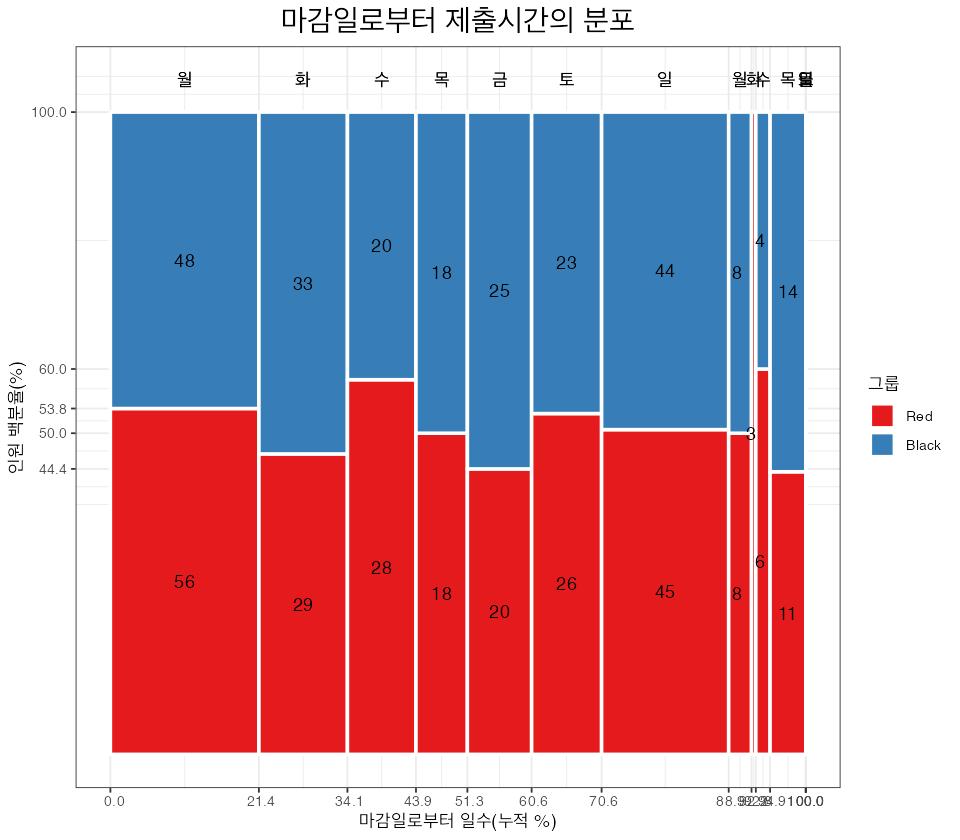 마감일로부터 제출시간의 분포
월 화 수 목 금 토 일 월 화 수 목
100.0
60.0
53.8
50.0
44.4
인원 백분율(%)
48 33 20 18 25 23 44 8 4 14
3
56 29 28 18 20 26 45 8 6 11
그룹
Red
Black
0.0 21.4 34.1 43.9 51.3 60.6 70.6 100.0
마감일로부터 일수(누적 %)